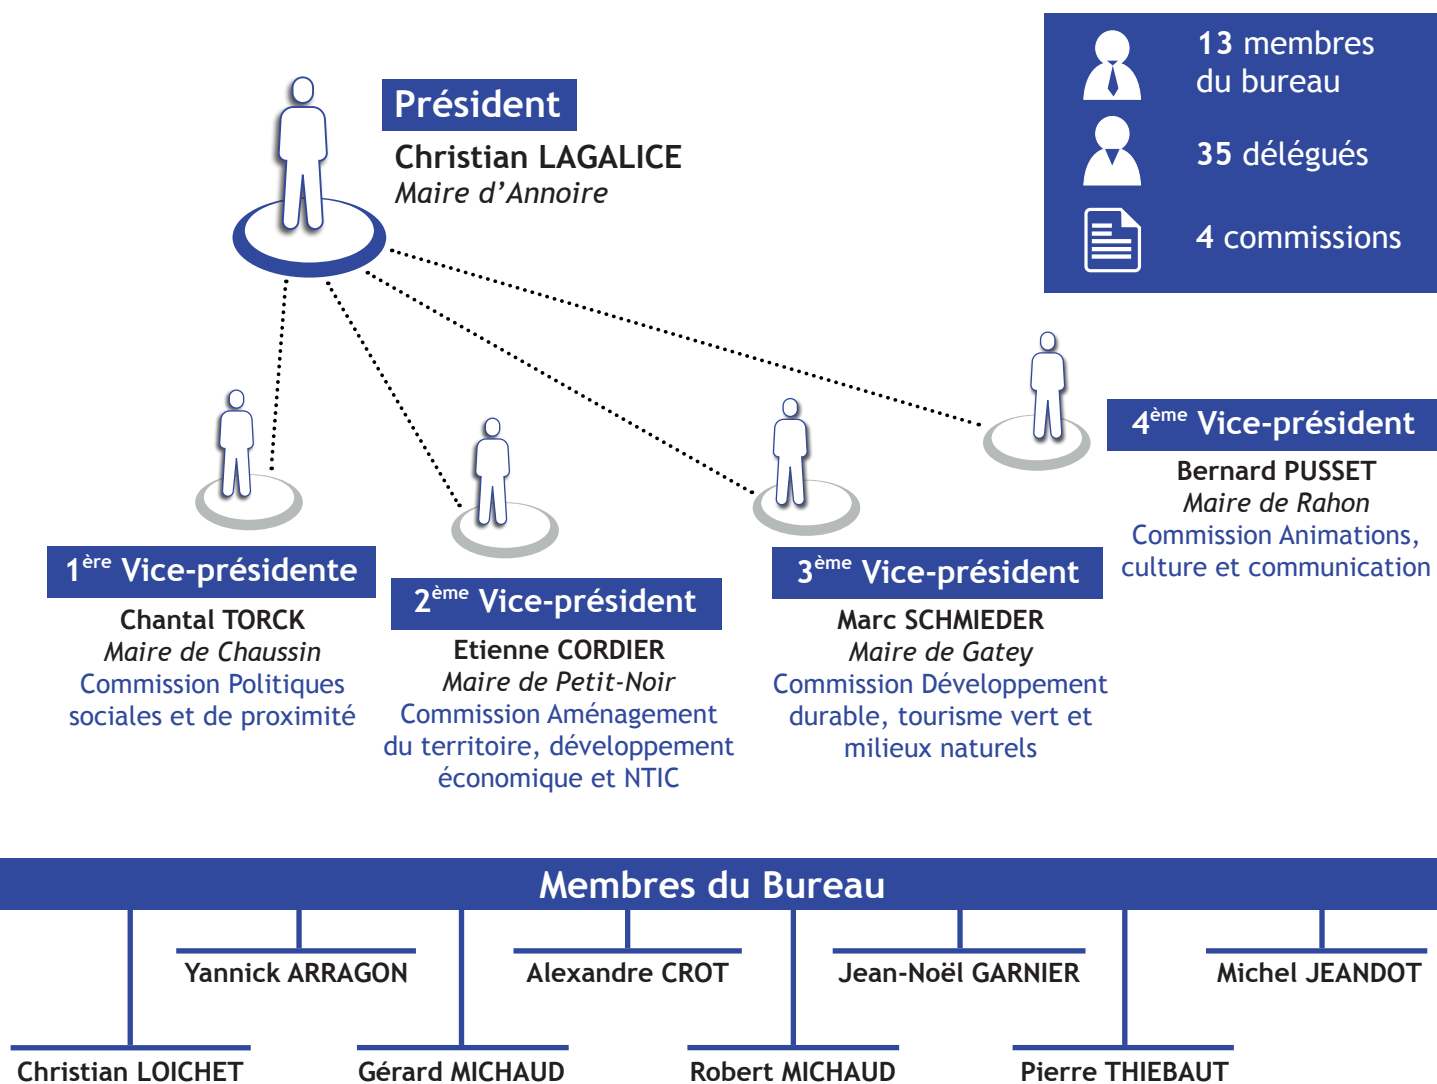 Président
Christian LAGALICE
Maire d’Annoire
13 membres
du bureau
35 délégués
4 commissions
1ère Vice-présidente
Chantal TORCK
Maire de Chaussin
Commission Politiques
sociales et de proximité
2ème Vice-président
Etienne CORDIER
Maire de Petit-Noir
Commission Aménagement
du territoire, développement
économique et NTIC
3ème Vice-président
Marc SCHMIEDER
Maire de Gatey
Commission Développement
durable, tourisme vert et
milieux naturels
4ème Vice-président
Bernard PUSSET
Maire de Rahon
Commission Animations,
culture et communication
Membres du Bureau
Yannick ARRAGON
Alexandre CROT
Jean-Noël GARNIER
Michel JEANDOT
Christian LOICHET
Gérard MICHAUD
Robert MICHAUD
Pierre THIEBAUT